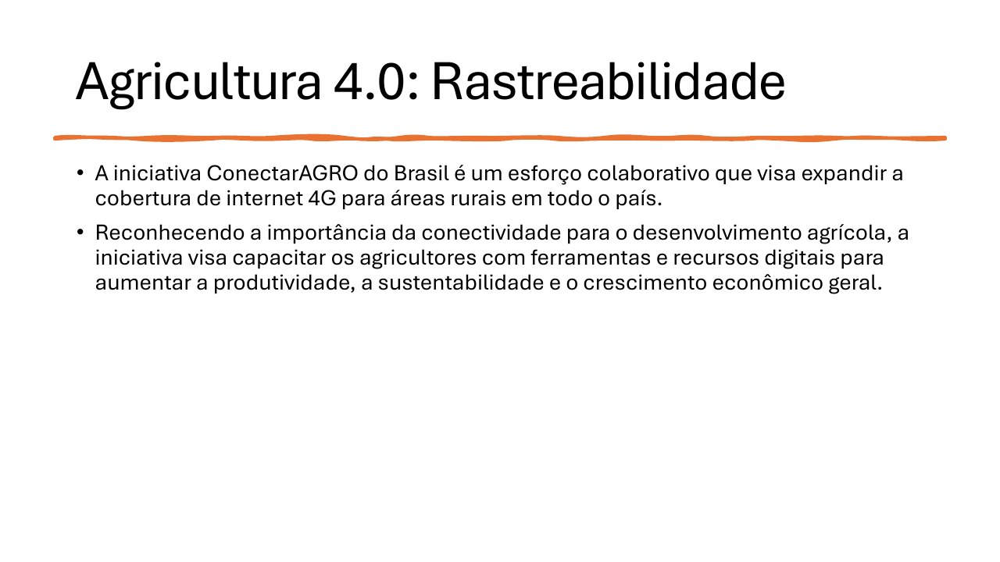 Agricultura 4.0: Rastreabilidade
• A iniciativa ConectarAGRO do Brasil é um esforço colaborativo que visa expandir a
cobertura de internet 4G para áreas rurais em todo o país.
• Reconhecendo a importância da conectividade para o desenvolvimento agrícola, a
iniciativa visa capacitar os agricultores com ferramentas e recursos digitais para
aumentar a produtividade, a sustentabilidade e o crescimento econômico geral.